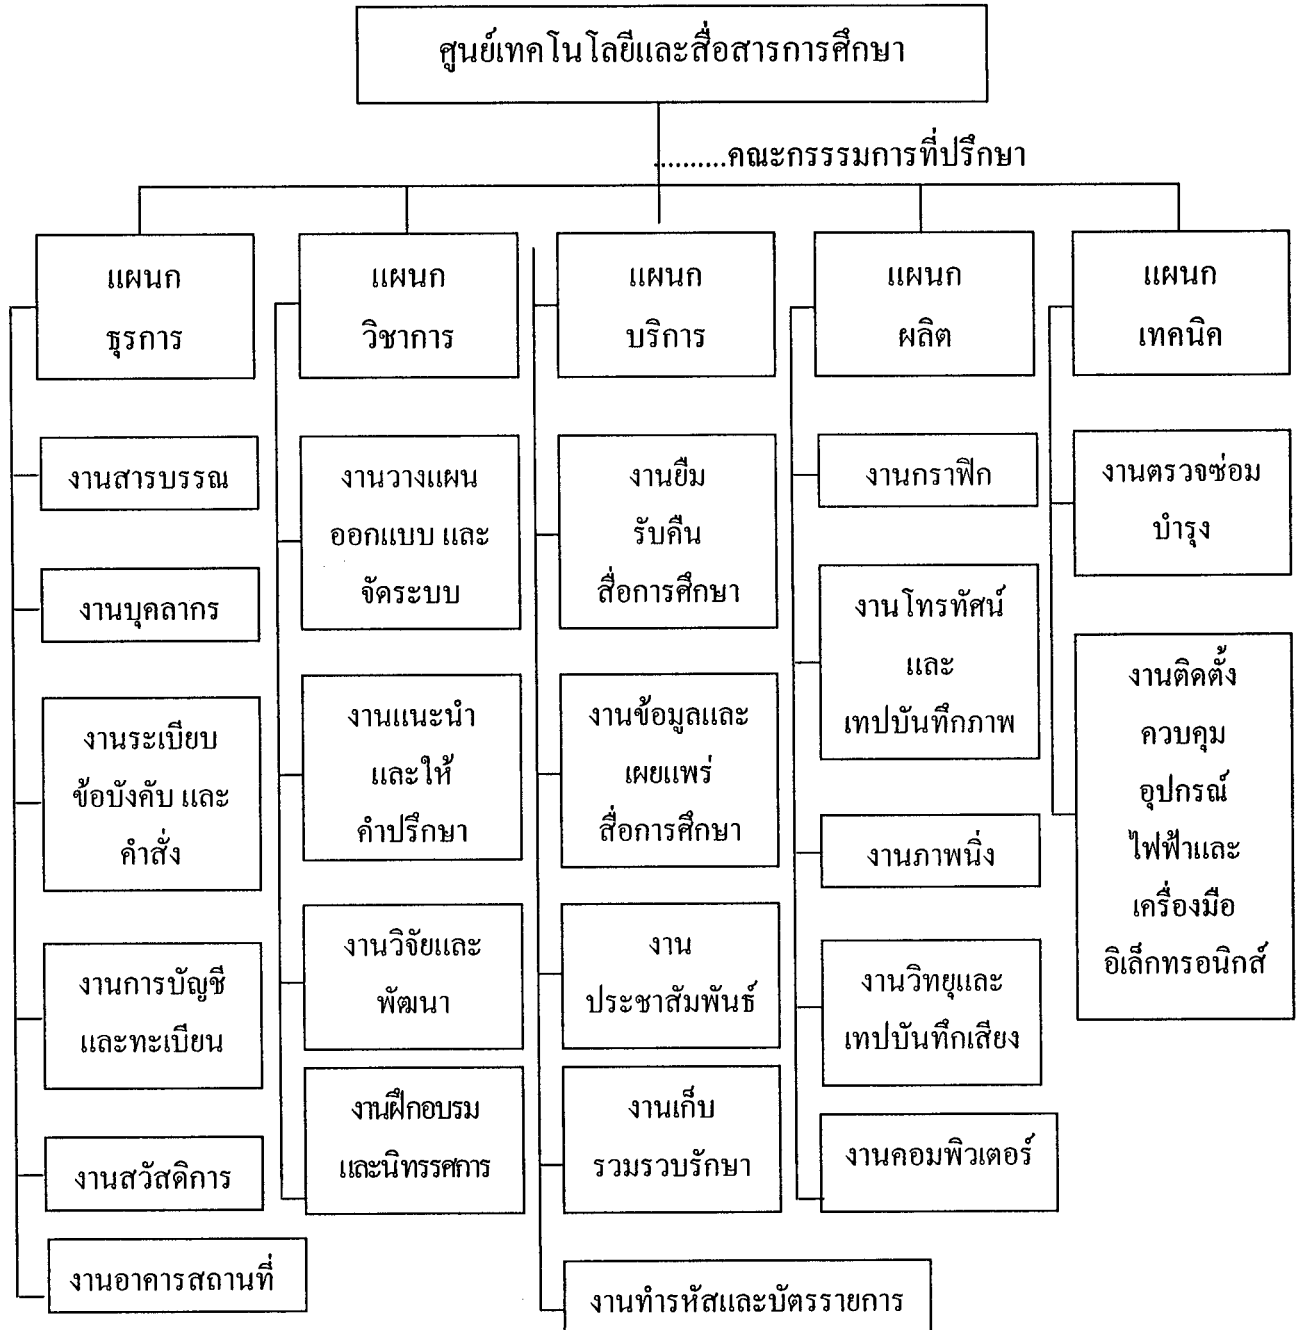 ศูนย์เทคโนโลยีและสื่อสารการศึกษา
..........คณะกรรรมการที่ปรึกษา
แผนก
ธุรการ
งานสารบรรณ
งานบุคลากร
งานระเบียบ
ข้อบังคับ และ
คำสั่ง
งานการบัญชี
และทะเบียน
งานสวัสดิการ
งานอาคารสถานที่
แผนก
วิชาการ
งานวางแผน
ออกแบบ และ
จัดระบบ
งานแนะนำ
และให้
คำปรึกษา
งานวิจัยและ
พัฒนา
งานฝึกอบรม
และนิทรรศการ
แผนก
บริการ
งานยืม
รับคืน
สื่อการศึกษา
งานข้อมูลและ
เผยแพร่
สื่อการศึกษา
งาน
ประชาสัมพันธ์
งานเก็บ
รวมรวบรักษา
งานทำรหัสและบัตรรายการ
แผนก
ผลิต
งานกราฟิก
งานโทรทัศน์
และ
เทปบันทึกภาพ
งานภาพนิ่ง
งานวิทยุและ
เทปบันทึกเสียง
งานคอมพิวเตอร์
แผนก
เทคนิค
งานตรวจซ่อม
บำรุง
งานติดตั้ง
ควบคุม
อุปกรณ์
ไฟฟ้าและ
เครื่องมือ
อิเล็กทรอนิกส์